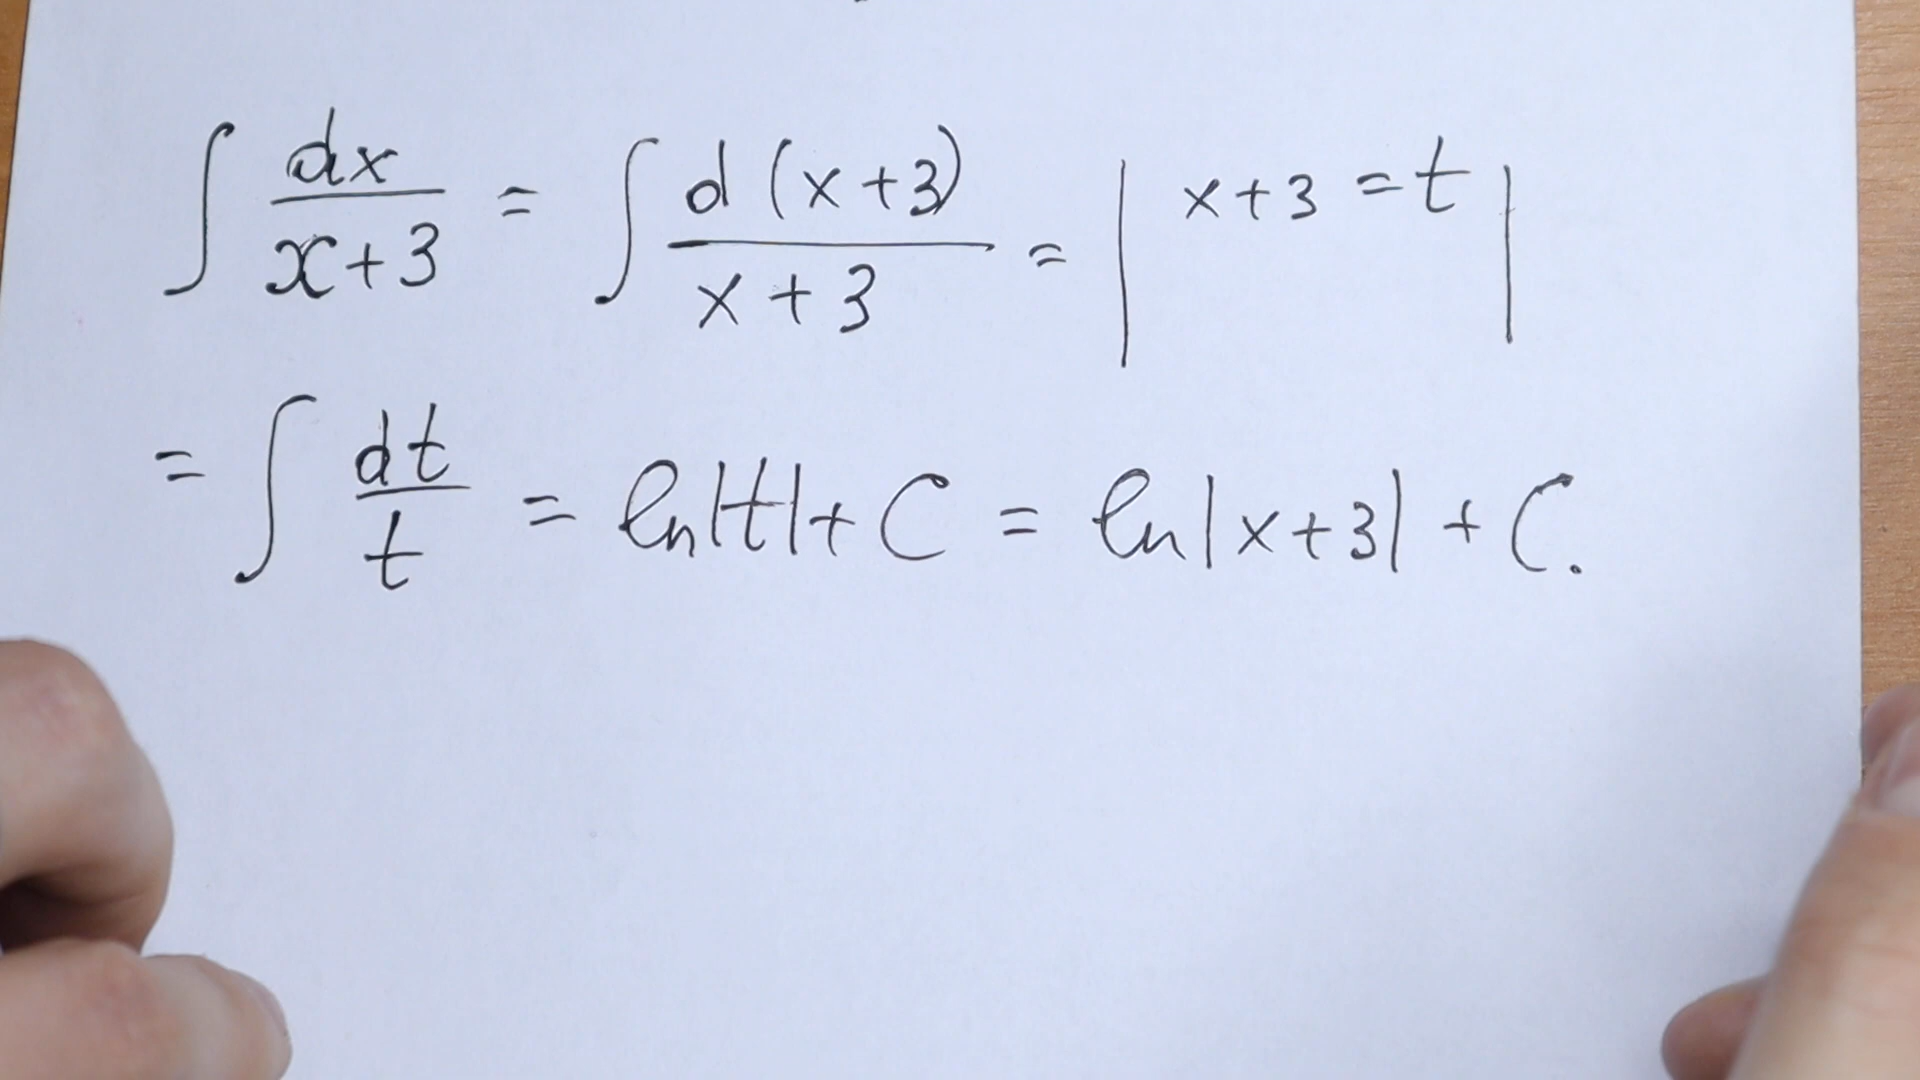 ∫ dx/(x+3) = ∫ d(x+3)/(x+3) = | x+3 = t |
= ∫ dt/t = ln|t| + C = ln|x+3| + C.